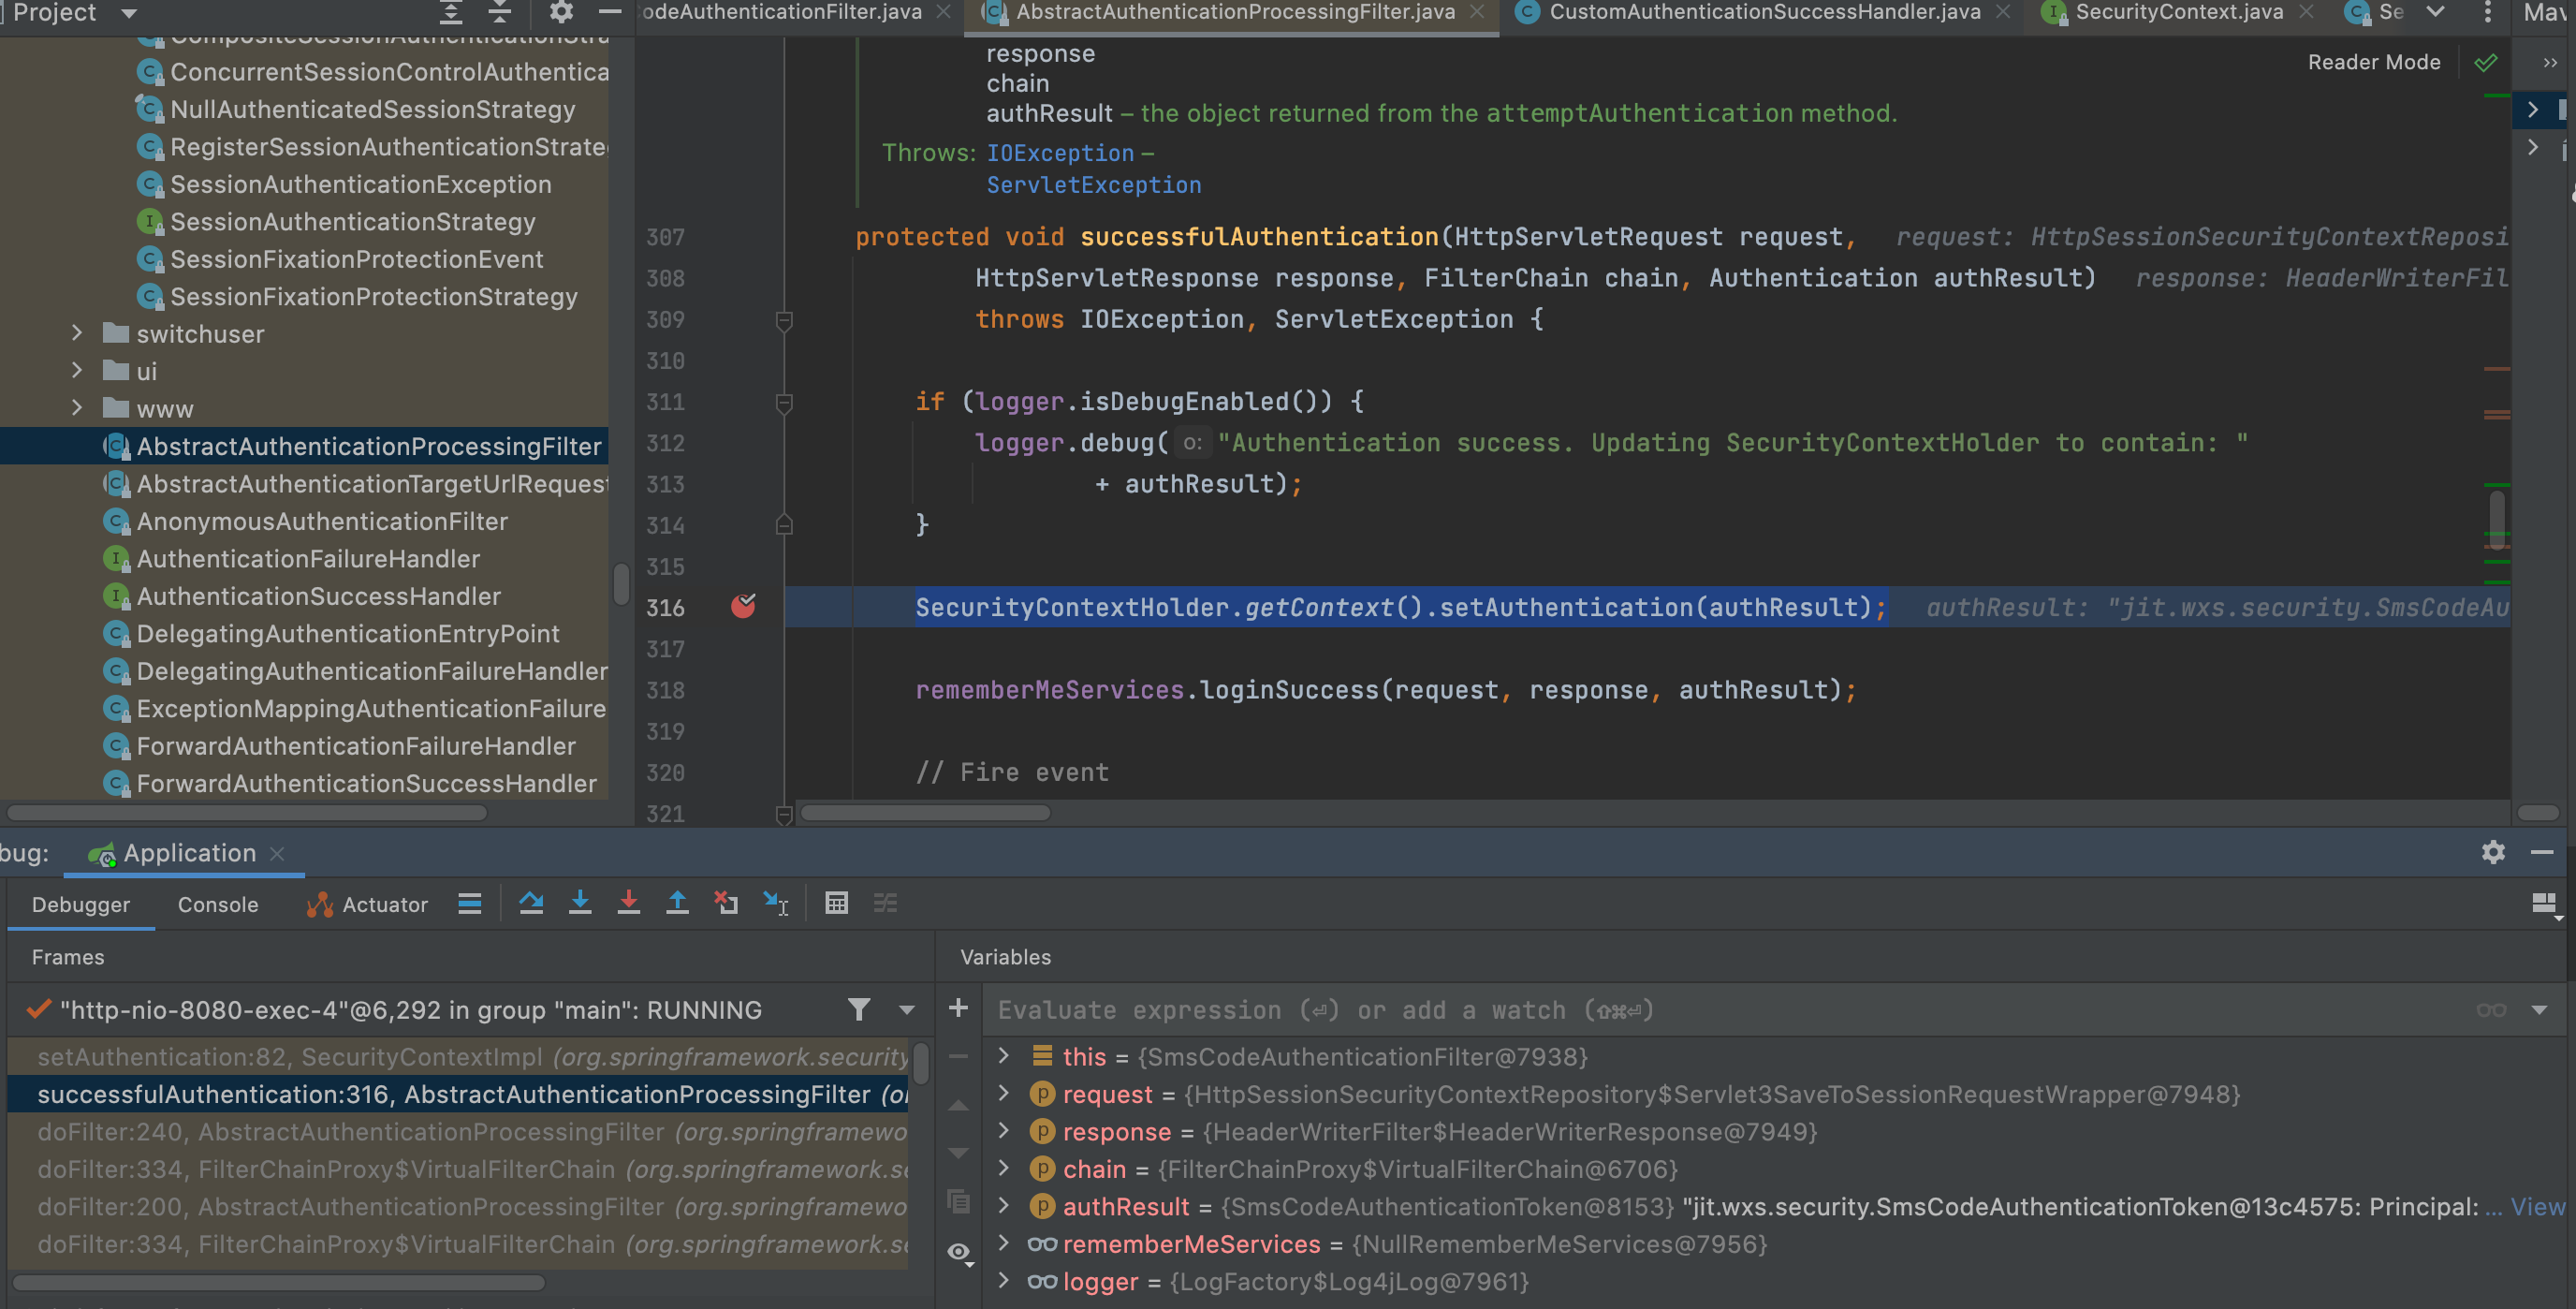 Project
odeAuthenticationFilter.java
AbstractAuthenticationProcessingFilter.java
CustomAuthenticationSuccessHandler.java
SecurityContext.java
Se
Mav
CompositeSessionAuthenticationStra
ConcurrentSessionControlAuthentica
NullAuthenticatedSessionStrategy
RegisterSessionAuthenticationStrate
SessionAuthenticationException
SessionAuthenticationStrategy
SessionFixationProtectionEvent
SessionFixationProtectionStrategy
switchuser
ui
www
AbstractAuthenticationProcessingFilter
AbstractAuthenticationTargetUrlRequest
AnonymousAuthenticationFilter
AuthenticationFailureHandler
AuthenticationSuccessHandler
DelegatingAuthenticationEntryPoint
DelegatingAuthenticationFailureHandler
ExceptionMappingAuthenticationFailure
ForwardAuthenticationFailureHandler
ForwardAuthenticationSuccessHandler
response
Reader Mode
chain
authResult – the object returned from the attemptAuthentication method.
Throws: IOException –
ServletException
307 protected void successfulAuthentication(HttpServletRequest request, request: HttpSessionSecurityContextReposi
308 HttpServletResponse response, FilterChain chain, Authentication authResult) response: HeaderWriterFil
309 throws IOException, ServletException {
310
311 if (logger.isDebugEnabled()) {
312 logger.debug( o: "Authentication success. Updating SecurityContextHolder to contain: "
313 + authResult);
314 }
315
316 SecurityContextHolder.getContext().setAuthentication(authResult); authResult: "jit.wxs.security.SmsCodeAu
317
318 rememberMeServices.loginSuccess(request, response, authResult);
319
320 // Fire event
321
bug:
Application
Debugger
Console
Actuator
Frames
"http-nio-8080-exec-4"@6,292 in group "main": RUNNING
setAuthentication:82, SecurityContextImpl (org.springframework.security
successfulAuthentication:316, AbstractAuthenticationProcessingFilter (or
doFilter:240, AbstractAuthenticationProcessingFilter (org.springframewo
doFilter:334, FilterChainProxy$VirtualFilterChain (org.springframework.se
doFilter:200, AbstractAuthenticationProcessingFilter (org.springframewo
doFilter:334, FilterChainProxy$VirtualFilterChain (org.springframework.se
Variables
Evaluate expression (⏎) or add a watch (⇧⌘⏎)
this = {SmsCodeAuthenticationFilter@7938}
request = {HttpSessionSecurityContextRepository$Servlet3SaveToSessionRequestWrapper@7948}
response = {HeaderWriterFilter$HeaderWriterResponse@7949}
chain = {FilterChainProxy$VirtualFilterChain@6706}
authResult = {SmsCodeAuthenticationToken@8153} "jit.wxs.security.SmsCodeAuthenticationToken@13c4575: Principal: ... View
rememberMeServices = {NullRememberMeServices@7956}
logger = {LogFactory$Log4jLog@7961}